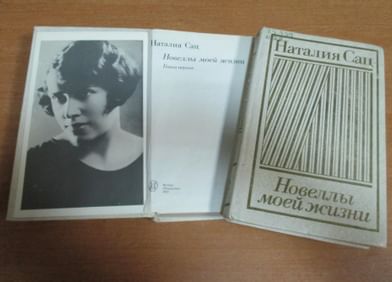 Наталия Сац
Новеллы моей жизни
Наталия Сац
Новеллы
моей жизни